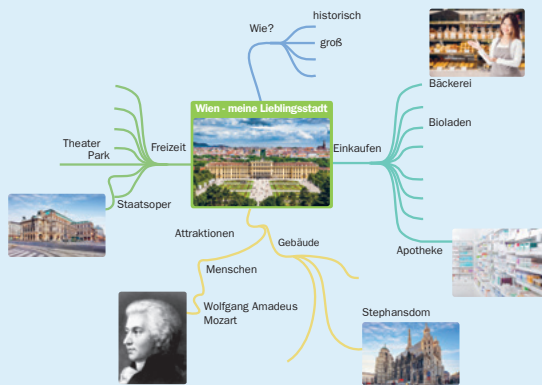 historisch
Wie?
groß
Wien - meine Lieblingsstadt
Bäckerei
Bioladen
Einkaufen
Apotheke
Freizeit
Theater
Park
Staatsoper
Attraktionen
Gebäude
Menschen
Wolfgang Amadeus
Mozart
Stephansdom